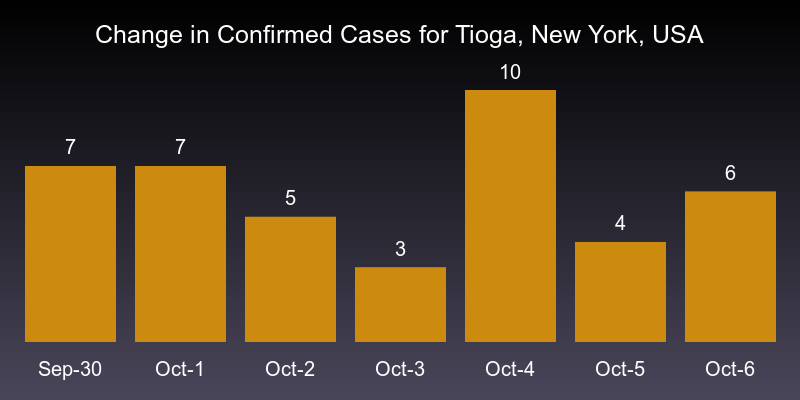 Change in Confirmed Cases for Tioga, New York, USA
10
7
7
6
5
4
3
Sep-30
Oct-1
Oct-2
Oct-3
Oct-4
Oct-5
Oct-6